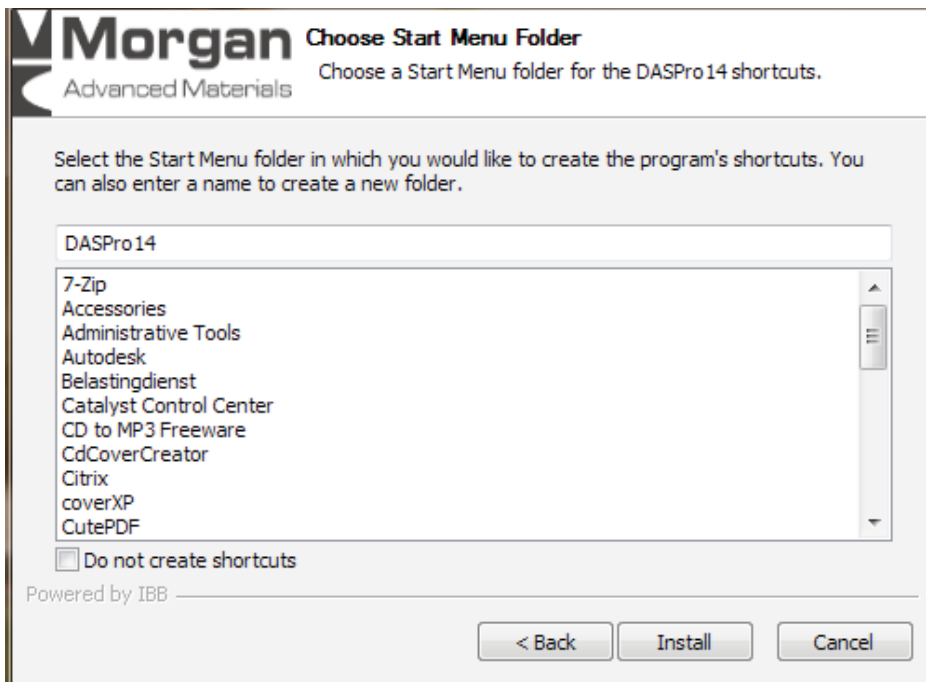 Morgan
Advanced Materials
Choose Start Menu Folder
Choose a Start Menu folder for the DASPro14 shortcuts.
Select the Start Menu folder in which you would like to create the program's shortcuts. You
can also enter a name to create a new folder.
DASPro14
7-Zip
Accessories
Administrative Tools
Autodesk
Belastingdienst
Catalyst Control Center
CD to MP3 Freeware
CdCoverCreator
Citrix
coverXP
CutePDF
Do not create shortcuts
Powered by IBB
< Back Install Cancel